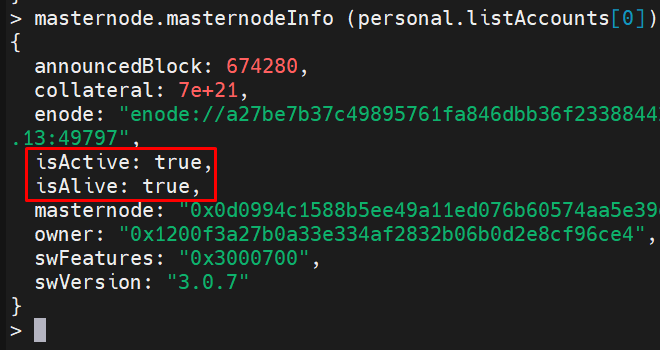 > masternode.masternodeInfo (personal.listAccounts[0])
{
announcedBlock: 674280,
collateral: 7e+21,
enode: "enode://a27be7b37c49895761fa846dbb36f2338844
.13:49797",
isActive: true,
isAlive: true,
masternode: "0x0d0994c1588b5ee49a11ed076b60574aa5e39
owner: "0x1200f3a27b0a33e334af2832b06b0d2e8cf96ce4",
swFeatures: "0x3000700",
swVersion: "3.0.7"
}
>